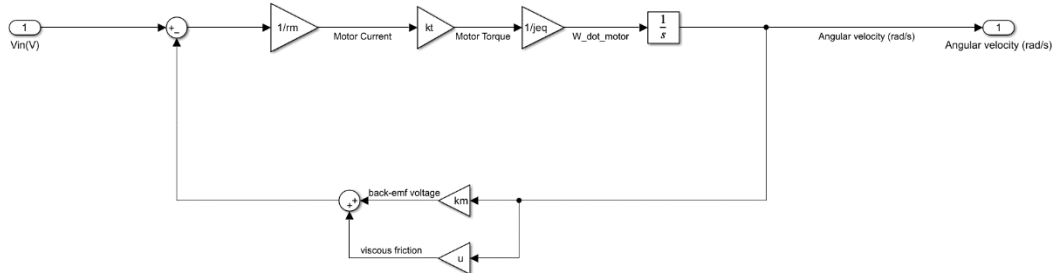 1
Vin(V)
+
−
1/rm
Motor Current
kt
Motor Torque
1/jeq
W_dot_motor
1
s
Angular velocity (rad/s)
1
Angular velocity (rad/s)
back-emf voltage
km
+
+
viscous friction
u